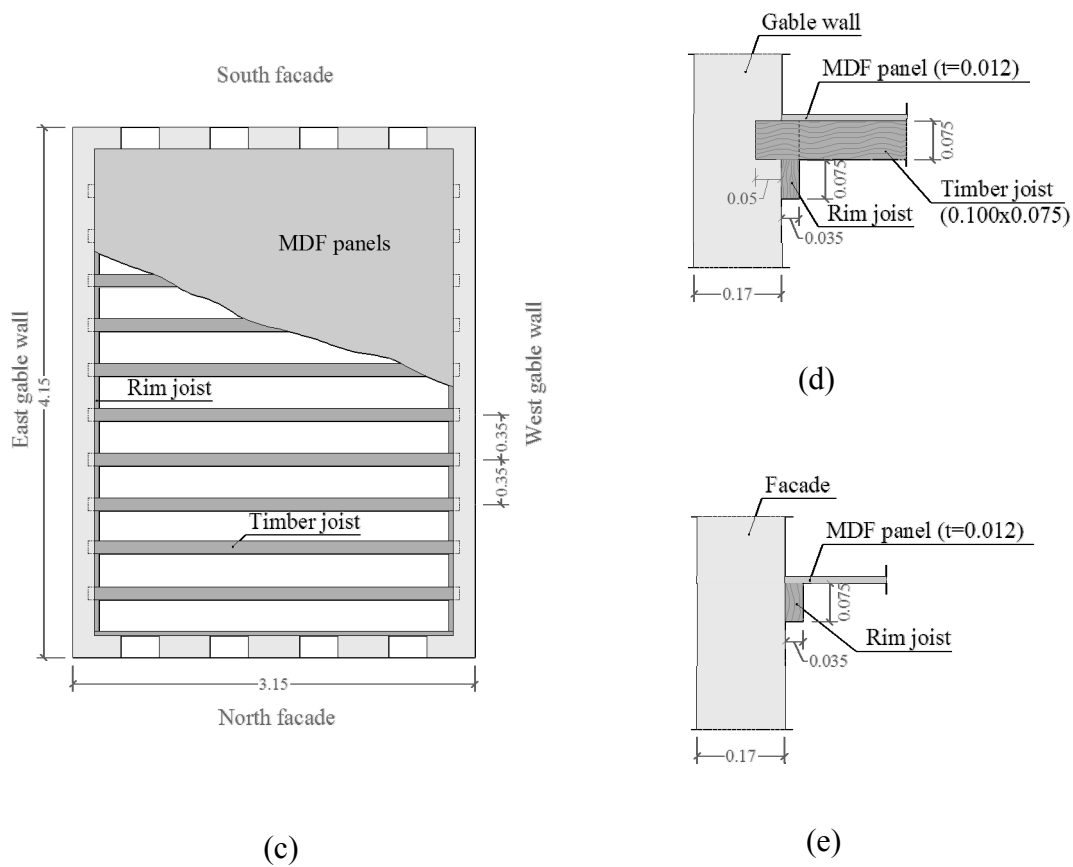 South facade
MDF panels
East gable wall
4.15
Rim joist
West gable wall
0.35
0.35
Timber joist
3.15
North facade
(c)
Gable wall
MDF panel (t=0.012)
0.075
0.075
0.05
Timber joist
(0.100x0.075)
Rim joist
0.035
0.17
(d)
Facade
MDF panel (t=0.012)
0.075
Rim joist
0.035
0.17
(e)